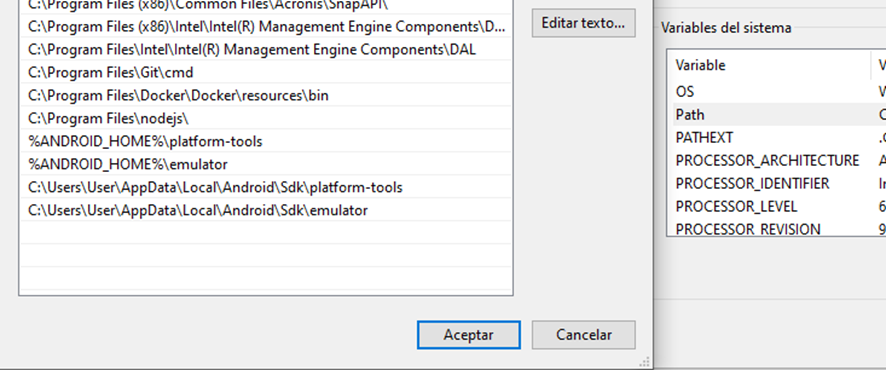 C:\Program Files (x86)\Common Files\Acronis\SnapAPI\
C:\Program Files (x86)\Intel\Intel(R) Management Engine Components\D...
C:\Program Files\Intel\Intel(R) Management Engine Components\DAL
C:\Program Files\Git\cmd
C:\Program Files\Docker\Docker\resources\bin
C:\Program Files\nodejs\
%ANDROID_HOME%\platform-tools
%ANDROID_HOME%\emulator
C:\Users\User\AppData\Local\Android\Sdk\platform-tools
C:\Users\User\AppData\Local\Android\Sdk\emulator
Editar texto...
Aceptar
Cancelar
Variables del sistema
Variable
OS
Path
PATHEXT
PROCESSOR_ARCHITECTURE
PROCESSOR_IDENTIFIER
PROCESSOR_LEVEL
PROCESSOR_REVISION